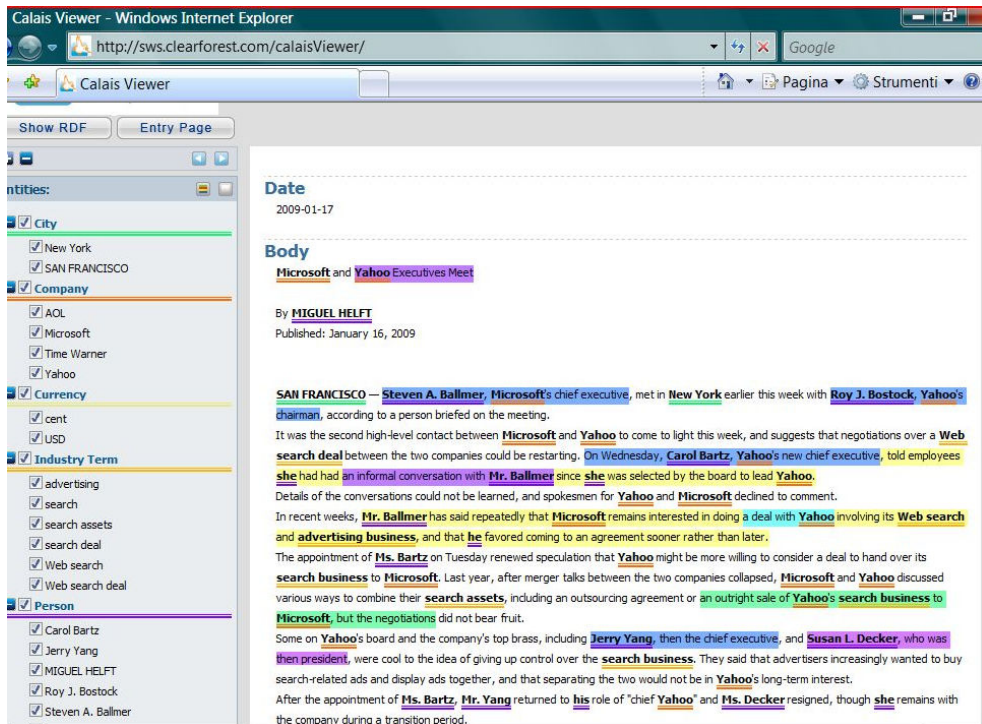 Calais Viewer - Windows Internet Explorer
http://sws.clearforest.com/calaisViewer/
Google
Calais Viewer
Pagina
Strumenti
Show RDF
Entry Page
ntities:
City
New York
SAN FRANCISCO
Company
AOL
Microsoft
Time Warner
Yahoo
Currency
cent
USD
Industry Term
advertising
search
search assets
search deal
Web search
Web search deal
Person
Carol Bartz
Jerry Yang
MIGUEL HELFT
Roy J. Bostock
Steven A. Ballmer
Date
2009-01-17
Body
Microsoft and Yahoo Executives Meet
By MIGUEL HELFT
Published: January 16, 2009
SAN FRANCISCO — Steven A. Ballmer, Microsoft's chief executive, met in New York earlier this week with Roy J. Bostock, Yahoo's
chairman, according to a person briefed on the meeting.
It was the second high-level contact between Microsoft and Yahoo to come to light this week, and suggests that negotiations over a Web
search deal between the two companies could be restarting. On Wednesday, Carol Bartz, Yahoo's new chief executive, told employees
she had had an informal conversation with Mr. Ballmer since she was selected by the board to lead Yahoo.
Details of the conversations could not be learned, and spokesmen for Yahoo and Microsoft declined to comment.
In recent weeks, Mr. Ballmer has said repeatedly that Microsoft remains interested in doing a deal with Yahoo involving its Web search
and advertising business, and that he favored coming to an agreement sooner rather than later.
The appointment of Ms. Bartz on Tuesday renewed speculation that Yahoo might be more willing to consider a deal to hand over its
search business to Microsoft. Last year, after merger talks between the two companies collapsed, Microsoft and Yahoo discussed
various ways to combine their search assets, including an outsourcing agreement or an outright sale of Yahoo's search business to
Microsoft, but the negotiations did not bear fruit.
Some on Yahoo's board and the company's top brass, including Jerry Yang, then the chief executive, and Susan L. Decker, who was
then president, were cool to the idea of giving up control over the search business. They said that advertisers increasingly wanted to buy
search-related ads and display ads together, and that separating the two would not be in Yahoo's long-term interest.
After the appointment of Ms. Bartz, Mr. Yang returned to his role of "chief Yahoo" and Ms. Decker resigned, though she remains with
the company during a transition period.